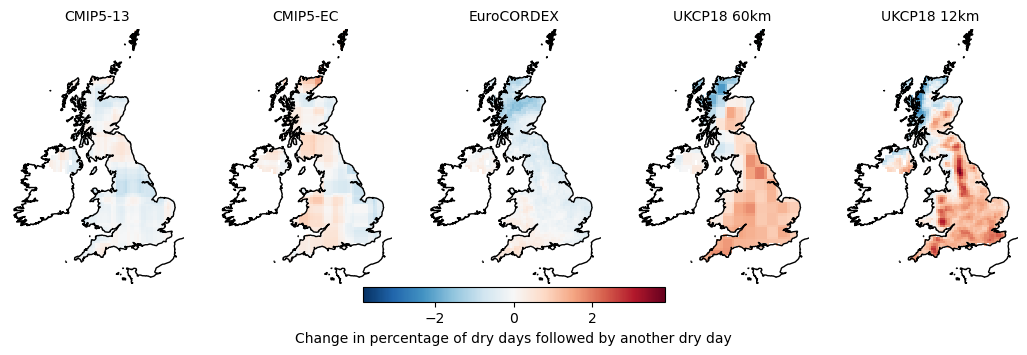 CMIP5-13 CMIP5-EC EuroCORDEX UKCP18 60km UKCP18 12km
−2 0 2
Change in percentage of dry days followed by another dry day